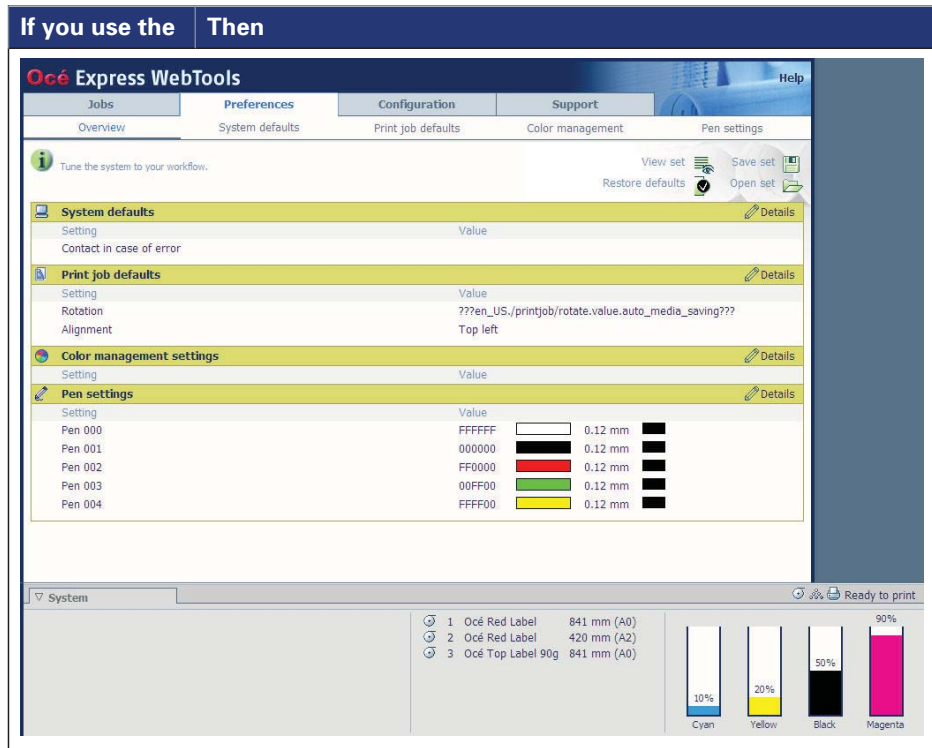 If you use the Then
Océ Express WebTools Help
Jobs Preferences Configuration Support
Overview System defaults Print job defaults Color management Pen settings
i Tune the system to your workflow.
View set Save set
Restore defaults Open set
System defaults Details
Setting Value
Contact in case of error
Print job defaults Details
Setting Value
Rotation ???en_US./printjob/rotate.value.auto_media_saving???
Alignment Top left
Color management settings Details
Setting Value
Pen settings Details
Setting Value
Pen 000 FFFFFF 0.12 mm
Pen 001 000000 0.12 mm
Pen 002 FF0000 0.12 mm
Pen 003 00FF00 0.12 mm
Pen 004 FFFF00 0.12 mm
System Ready to print
1 Océ Red Label 841 mm (A0)
2 Océ Red Label 420 mm (A2)
3 Océ Top Label 90g 841 mm (A0)
10% 20% 50% 90%
Cyan Yellow Black Magenta